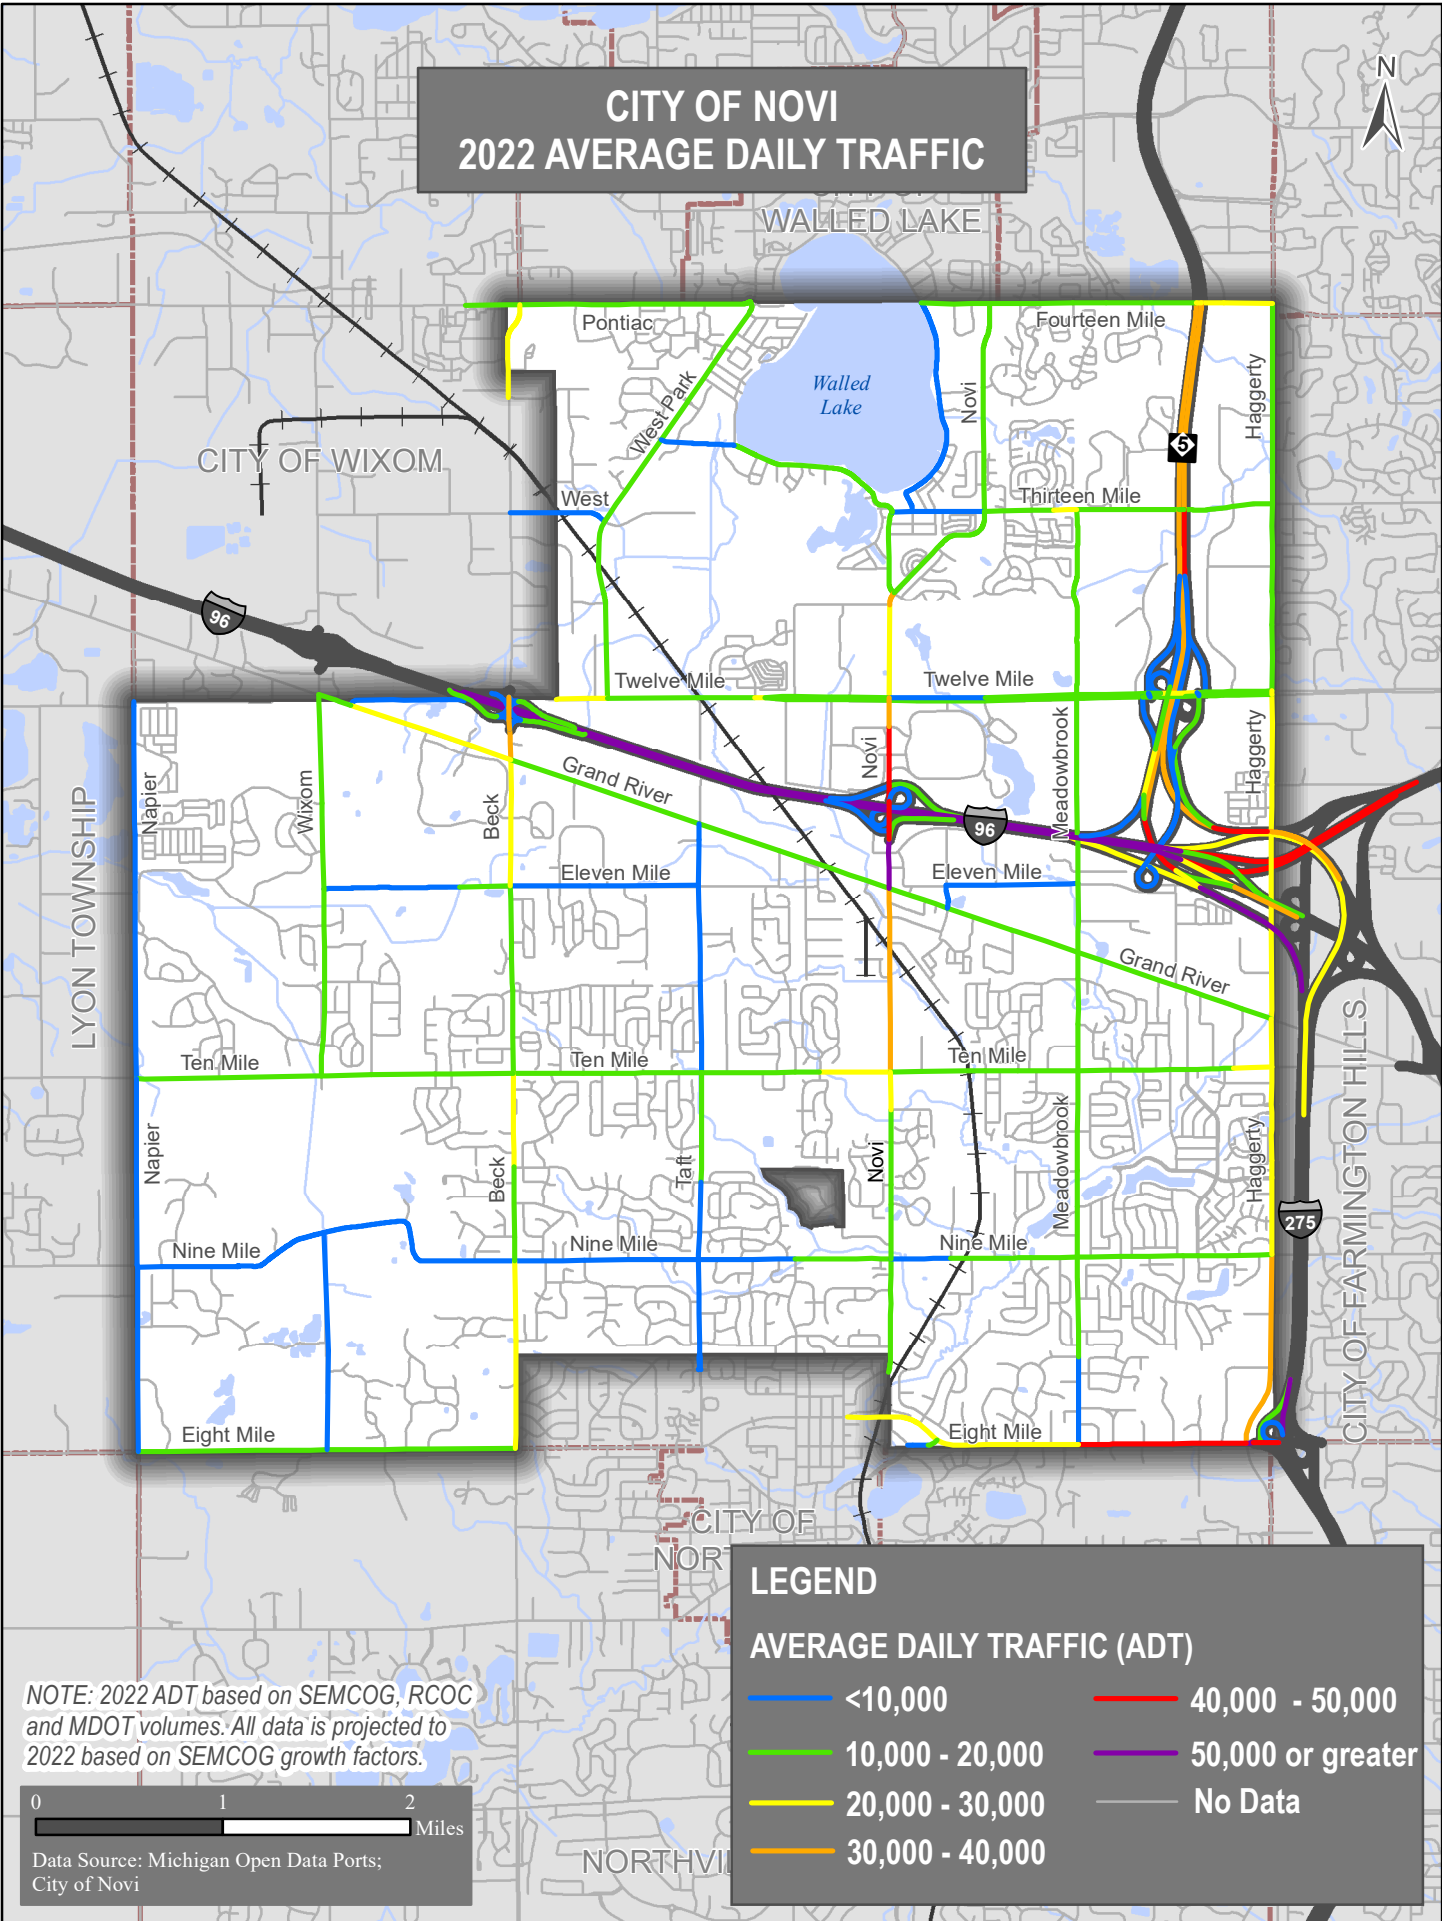 CITY OF NOVI
2022 AVERAGE DAILY TRAFFIC
N
WALLED LAKE
Pontiac
Fourteen Mile
Walled
Lake
West Park
Novi
Haggerty
5
CITY OF WIXOM
West
Thirteen Mile
96
Twelve Mile
Twelve Mile
Napier
Wixom
Beck
Grand River
Novi
Meadowbrook
Haggerty
96
LYON TOWNSHIP
Eleven Mile
Eleven Mile
Grand River
Ten Mile
Ten Mile
Ten Mile
Napier
Beck
Taft
Novi
Meadowbrook
Haggerty
275
CITY OF FARMINGTON HILLS
Nine Mile
Nine Mile
Nine Mile
Eight Mile
Eight Mile
CITY OF
NORT
LEGEND
AVERAGE DAILY TRAFFIC (ADT)
<10,000
10,000 - 20,000
20,000 - 30,000
30,000 - 40,000
40,000 - 50,000
50,000 or greater
No Data
NOTE: 2022 ADT based on SEMCOG, RCOC
and MDOT volumes. All data is projected to
2022 based on SEMCOG growth factors.
0 1 2
Miles
Data Source: Michigan Open Data Ports;
City of Novi
NORTHVI